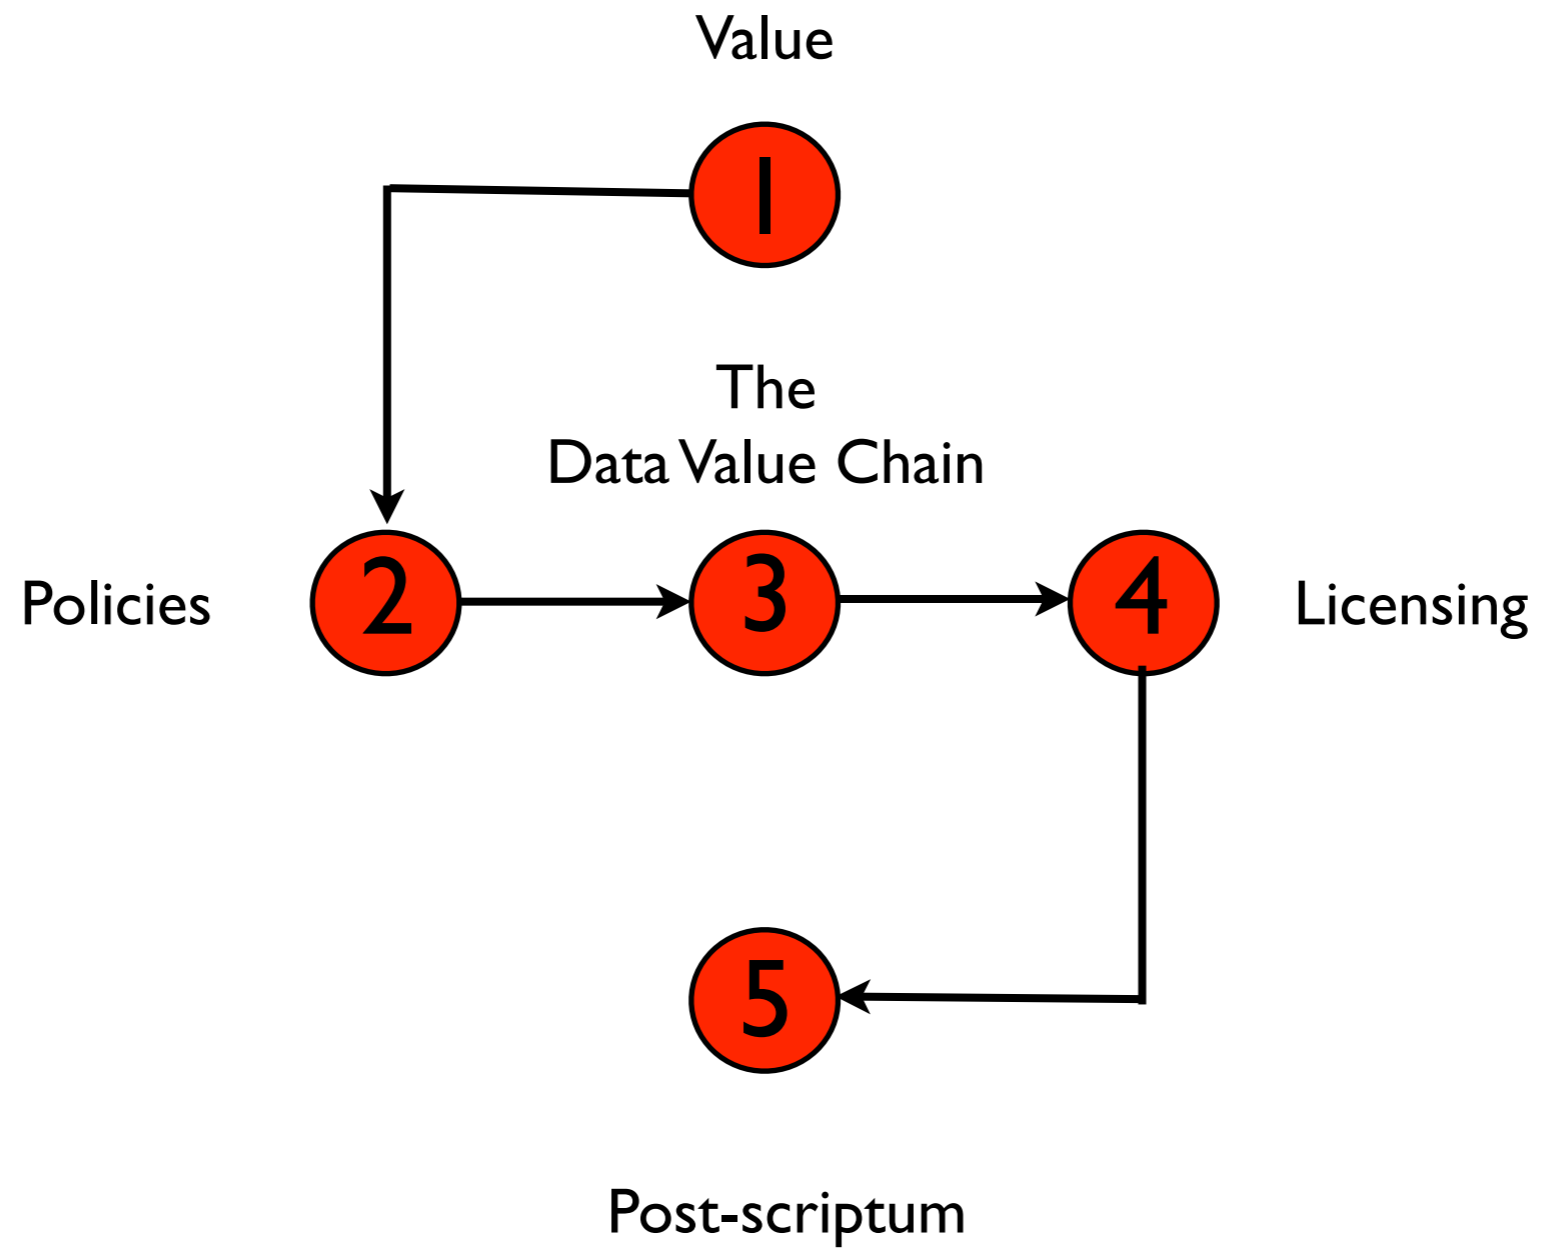 Value
1
The
Data Value Chain
Policies
2
3
4
Licensing
5
Post-scriptum